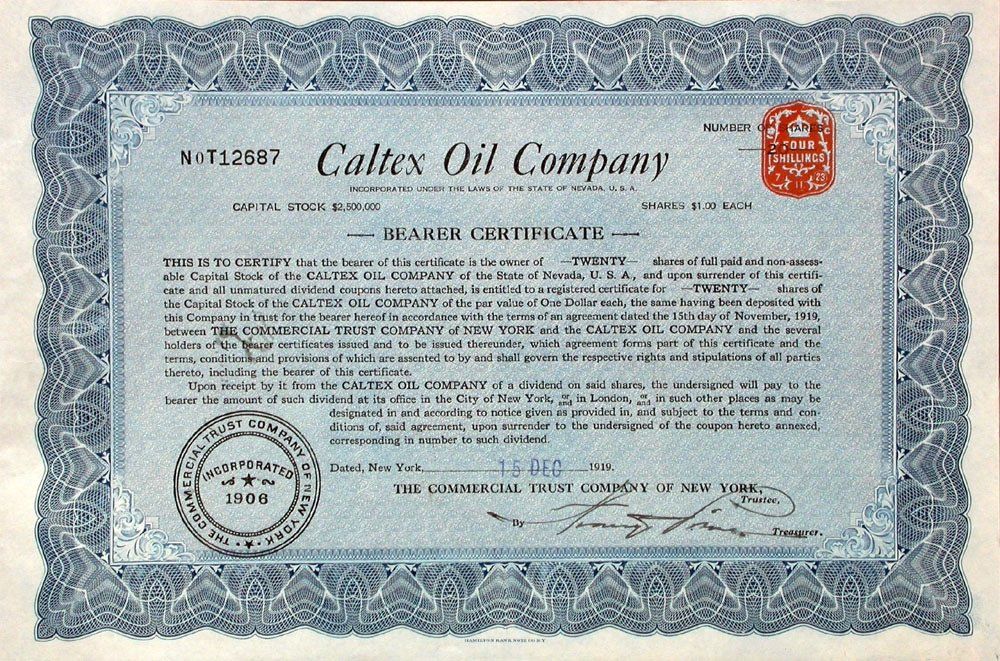 NUMBER OF SHARES
FOUR
SHILLINGS
7 11 23
NoT12687
Caltex Oil Company
INCORPORATED UNDER THE LAWS OF THE STATE OF NEVADA, U. S. A.
CAPITAL STOCK $2,500,000 SHARES $1.00 EACH
BEARER CERTIFICATE
THIS IS TO CERTIFY that the bearer of this certificate is the owner of —TWENTY— shares of full paid and non-assess-
able Capital Stock of the CALTEX OIL COMPANY of the State of Nevada, U. S. A., and upon surrender of this certifi-
cate and all unmatured dividend coupons hereto attached, is entitled to a registered certificate for —TWENTY— shares of
the Capital Stock of the CALTEX OIL COMPANY of the par value of One Dollar each, the same having been deposited with
this Company in trust for the bearer hereof in accordance with the terms of an agreement dated the 15th day of November, 1919,
between THE COMMERCIAL TRUST COMPANY of NEW YORK and the CALTEX OIL COMPANY and the several
holders of the bearer certificates issued and to be issued thereunder, which agreement forms part of this certificate and the
terms, conditions and provisions of which are assented to by and shall govern the respective rights and stipulations of all parties
thereto, including the bearer of this certificate.
Upon receipt by it from the CALTEX OIL COMPANY of a dividend on said shares, the undersigned will pay to the
bearer the amount of such dividend at its office in the City of New York, or/and in London, or/and in such other places as may be
designated in and according to notice given as provided in, and subject to the terms and con-
ditions of, said agreement, upon surrender to the undersigned of the coupon hereto annexed,
corresponding in number to such dividend.
Dated, New York, 15 DEC 1919.
THE COMMERCIAL TRUST COMPANY OF NEW YORK,
Trustee,
By Treasurer.
THE COMMERCIAL TRUST COMPANY OF NEW YORK
INCORPORATED
1906
HAMILTON BANK NOTE CO. N.Y.